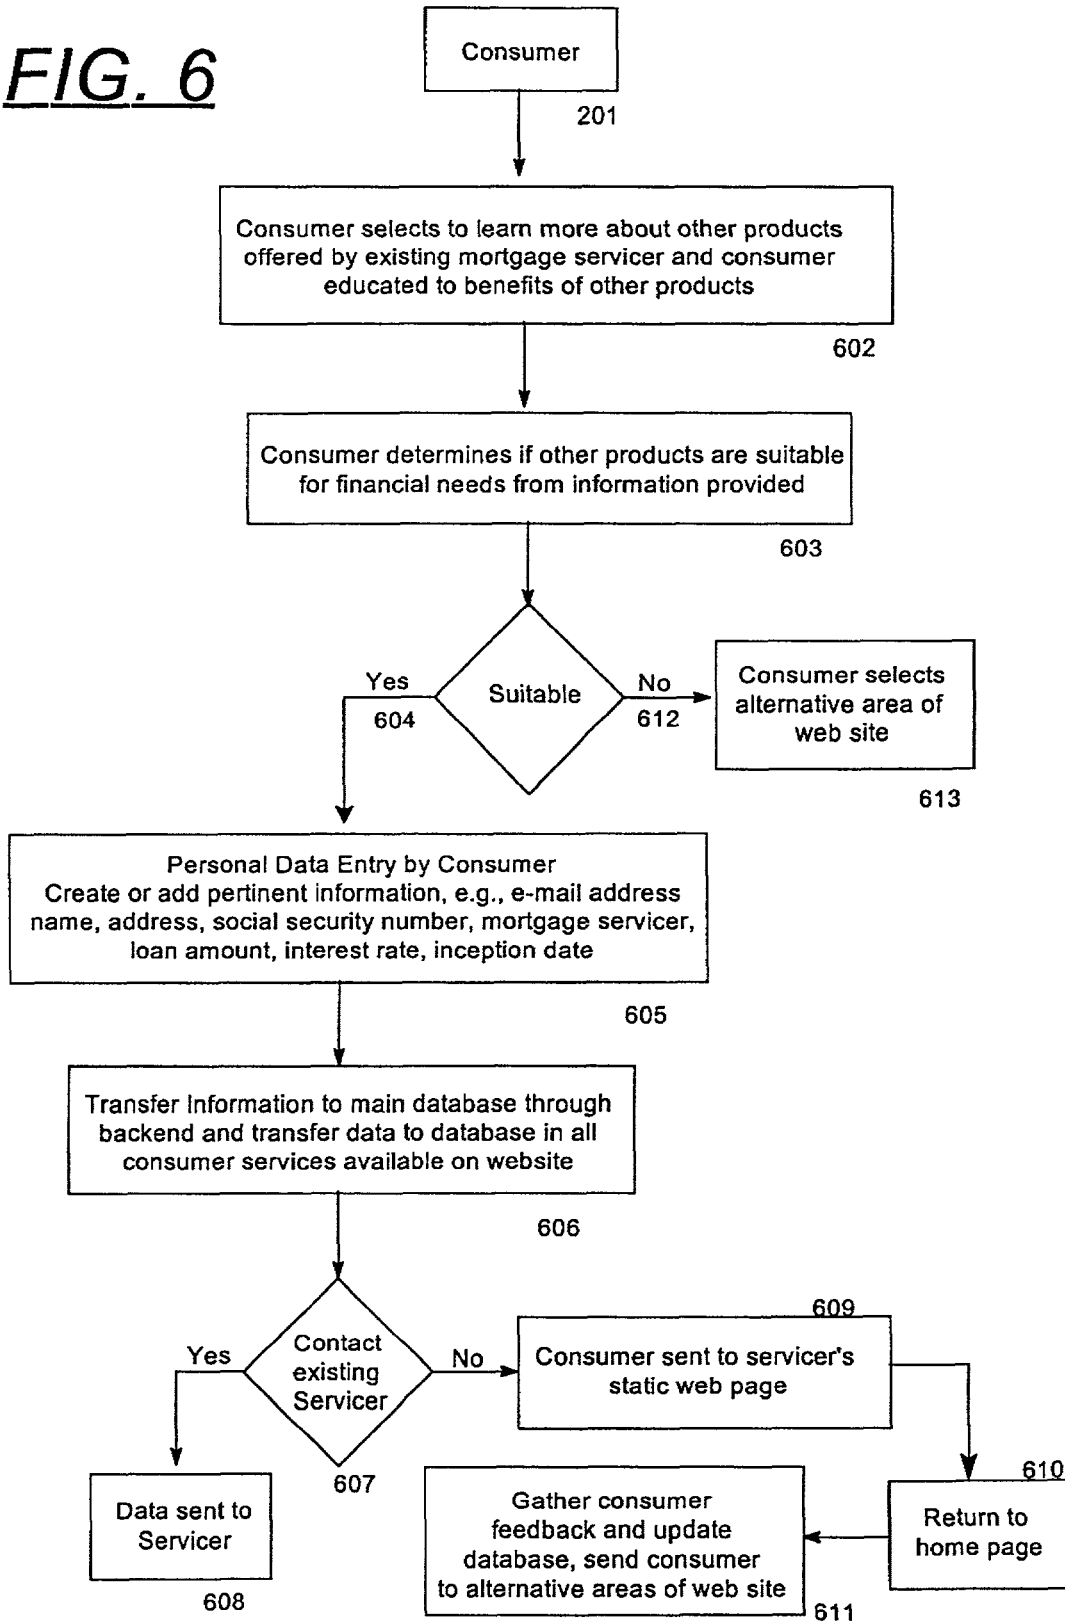 FIG. 6
Consumer
201
Consumer selects to learn more about other products
offered by existing mortgage servicer and consumer
educated to benefits of other products
602
Consumer determines if other products are suitable
for financial needs from information provided
603
Suitable
Yes
604
No
612
Consumer selects
alternative area of
web site
613
Personal Data Entry by Consumer
Create or add pertinent information, e.g., e-mail address
name, address, social security number, mortgage servicer,
loan amount, interest rate, inception date
605
Transfer Information to main database through
backend and transfer data to database in all
consumer services available on website
606
Contact
existing
Servicer
607
Yes
No
Data sent to
Servicer
608
609
Consumer sent to servicer's
static web page
610
Return to
home page
Gather consumer
feedback and update
database, send consumer
to alternative areas of web site
611